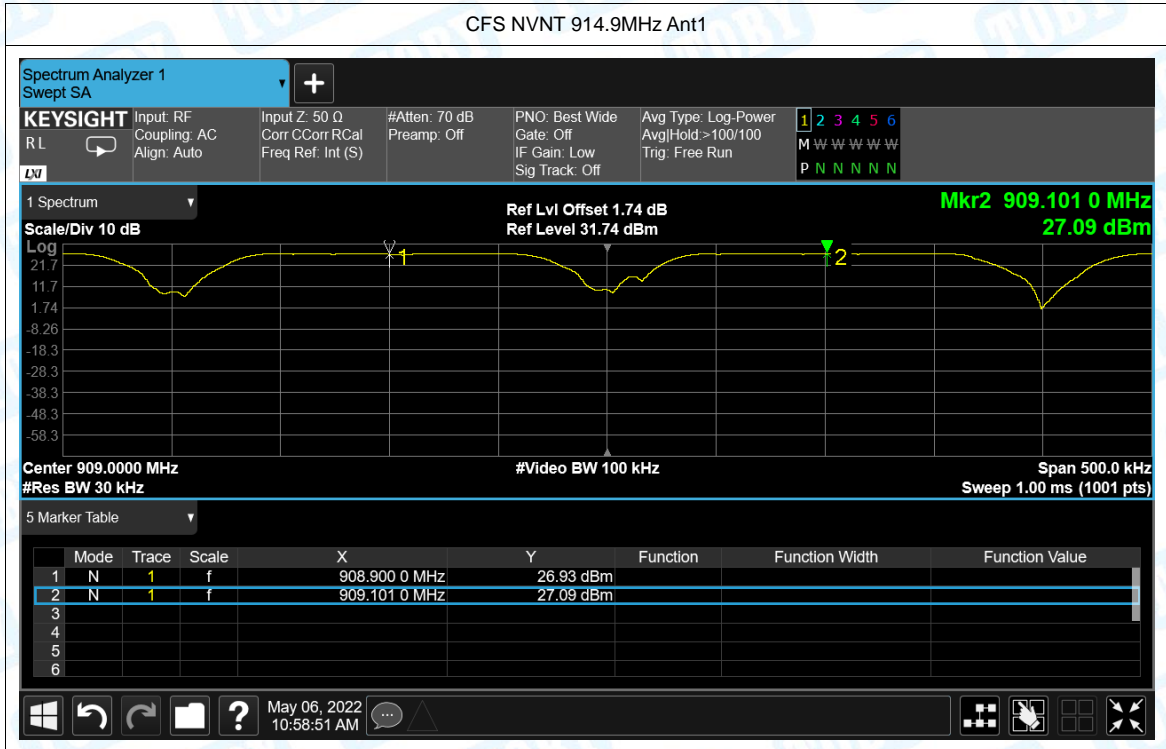 CFS NVNT 914.9MHz Ant1
Spectrum Analyzer 1
Swept SA
+
KEYSIGHT
RL
LXI
Input: RF
Coupling: AC
Align: Auto
Input Z: 50 Ω
Corr CCorr RCal
Freq Ref: Int (S)
#Atten: 70 dB
Preamp: Off
PNO: Best Wide
Gate: Off
IF Gain: Low
Sig Track: Off
Avg Type: Log-Power
Avg|Hold:>100/100
Trig: Free Run
1 2 3 4 5 6
M W W W W W
P N N N N N
1 Spectrum
Scale/Div 10 dB
Ref Lvl Offset 1.74 dB
Ref Level 31.74 dBm
Mkr2 909.101 0 MHz
27.09 dBm
Log
21.7
11.7
1.74
-8.26
-18.3
-28.3
-38.3
-48.3
-58.3
1
2
Center 909.0000 MHz
#Video BW 100 kHz
Span 500.0 kHz
#Res BW 30 kHz
Sweep 1.00 ms (1001 pts)
5 Marker Table
Mode Trace Scale X Y Function Function Width Function Value
1 N 1 f 908.900 0 MHz 26.93 dBm
2 N 1 f 909.101 0 MHz 27.09 dBm
3
4
5
6
?
May 06, 2022
10:58:51 AM
TOBY